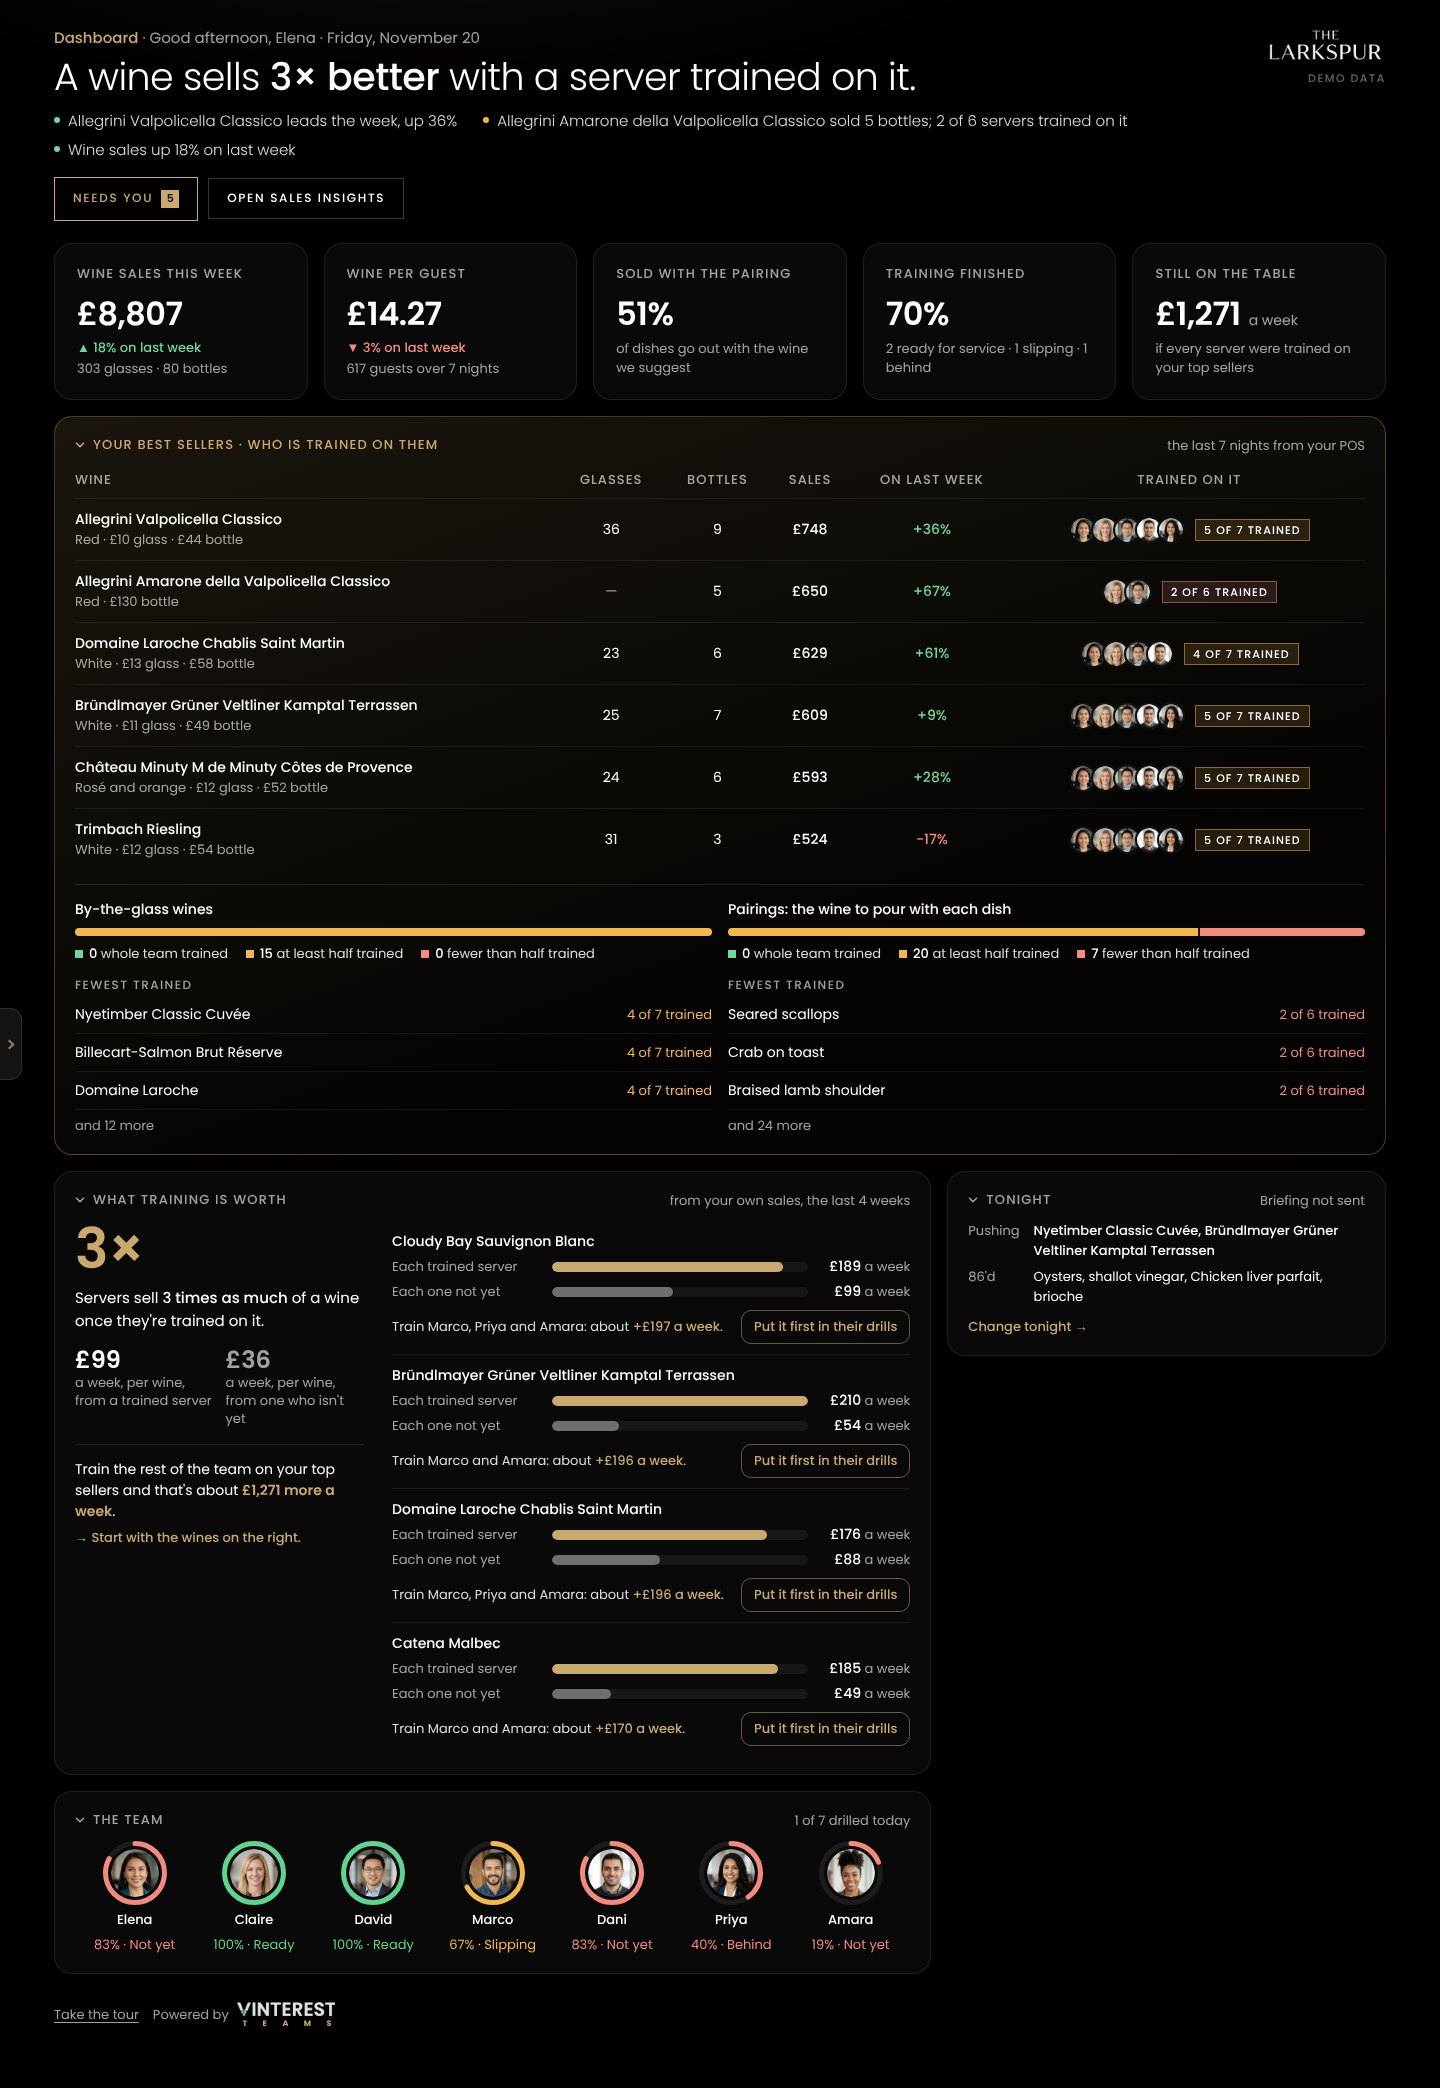 Dashboard · Good afternoon, Elena · Friday, November 20
THE
LARKSPUR
DEMO DATA
A wine sells 3× better with a server trained on it.
Allegrini Valpolicella Classico leads the week, up 36%
Allegrini Amarone della Valpolicella Classico sold 5 bottles; 2 of 6 servers trained on it
Wine sales up 18% on last week
NEEDS YOU 5
OPEN SALES INSIGHTS
WINE SALES THIS WEEK
£8,807
▲ 18% on last week
303 glasses · 80 bottles
WINE PER GUEST
£14.27
▼ 3% on last week
617 guests over 7 nights
SOLD WITH THE PAIRING
51%
of dishes go out with the wine
we suggest
TRAINING FINISHED
70%
2 ready for service · 1 slipping · 1
behind
STILL ON THE TABLE
£1,271 a week
if every server were trained on
your top sellers
YOUR BEST SELLERS · WHO IS TRAINED ON THEM
the last 7 nights from your POS
WINE GLASSES BOTTLES SALES ON LAST WEEK TRAINED ON IT
Allegrini Valpolicella Classico
Red · £10 glass · £44 bottle
36 9 £748 +36% 5 OF 7 TRAINED
Allegrini Amarone della Valpolicella Classico
Red · £130 bottle
— 5 £650 +67% 2 OF 6 TRAINED
Domaine Laroche Chablis Saint Martin
White · £13 glass · £58 bottle
23 6 £629 +61% 4 OF 7 TRAINED
Bründlmayer Grüner Veltliner Kamptal Terrassen
White · £11 glass · £49 bottle
25 7 £609 +9% 5 OF 7 TRAINED
Château Minuty M de Minuty Côtes de Provence
Rosé and orange · £12 glass · £52 bottle
24 6 £593 +28% 5 OF 7 TRAINED
Trimbach Riesling
White · £12 glass · £54 bottle
31 3 £524 -17% 5 OF 7 TRAINED
By-the-glass wines
0 whole team trained 15 at least half trained 0 fewer than half trained
FEWEST TRAINED
Nyetimber Classic Cuvée 4 of 7 trained
Billecart-Salmon Brut Réserve 4 of 7 trained
Domaine Laroche 4 of 7 trained
and 12 more
Pairings: the wine to pour with each dish
0 whole team trained 20 at least half trained 7 fewer than half trained
FEWEST TRAINED
Seared scallops 2 of 6 trained
Crab on toast 2 of 6 trained
Braised lamb shoulder 2 of 6 trained
and 24 more
WHAT TRAINING IS WORTH
from your own sales, the last 4 weeks
3×
Servers sell 3 times as much of a wine
once they're trained on it.
£99
a week, per wine,
from a trained server
£36
a week, per wine,
from one who isn't
yet
Train the rest of the team on your top
sellers and that's about £1,271 more a
week.
→ Start with the wines on the right.
Cloudy Bay Sauvignon Blanc
Each trained server £189 a week
Each one not yet £99 a week
Train Marco, Priya and Amara: about +£197 a week. Put it first in their drills
Bründlmayer Grüner Veltliner Kamptal Terrassen
Each trained server £210 a week
Each one not yet £54 a week
Train Marco and Amara: about +£196 a week. Put it first in their drills
Domaine Laroche Chablis Saint Martin
Each trained server £176 a week
Each one not yet £88 a week
Train Marco, Priya and Amara: about +£196 a week. Put it first in their drills
Catena Malbec
Each trained server £185 a week
Each one not yet £49 a week
Train Marco and Amara: about +£170 a week. Put it first in their drills
TONIGHT
Briefing not sent
Pushing Nyetimber Classic Cuvée, Bründlmayer Grüner
Veltliner Kamptal Terrassen
86'd Oysters, shallot vinegar, Chicken liver parfait,
brioche
Change tonight →
THE TEAM
1 of 7 drilled today
Elena Claire David Marco Dani Priya Amara
83% · Not yet 100% · Ready 100% · Ready 67% · Slipping 83% · Not yet 40% · Behind 19% · Not yet
Take the tour Powered by VINTEREST
TEAMS